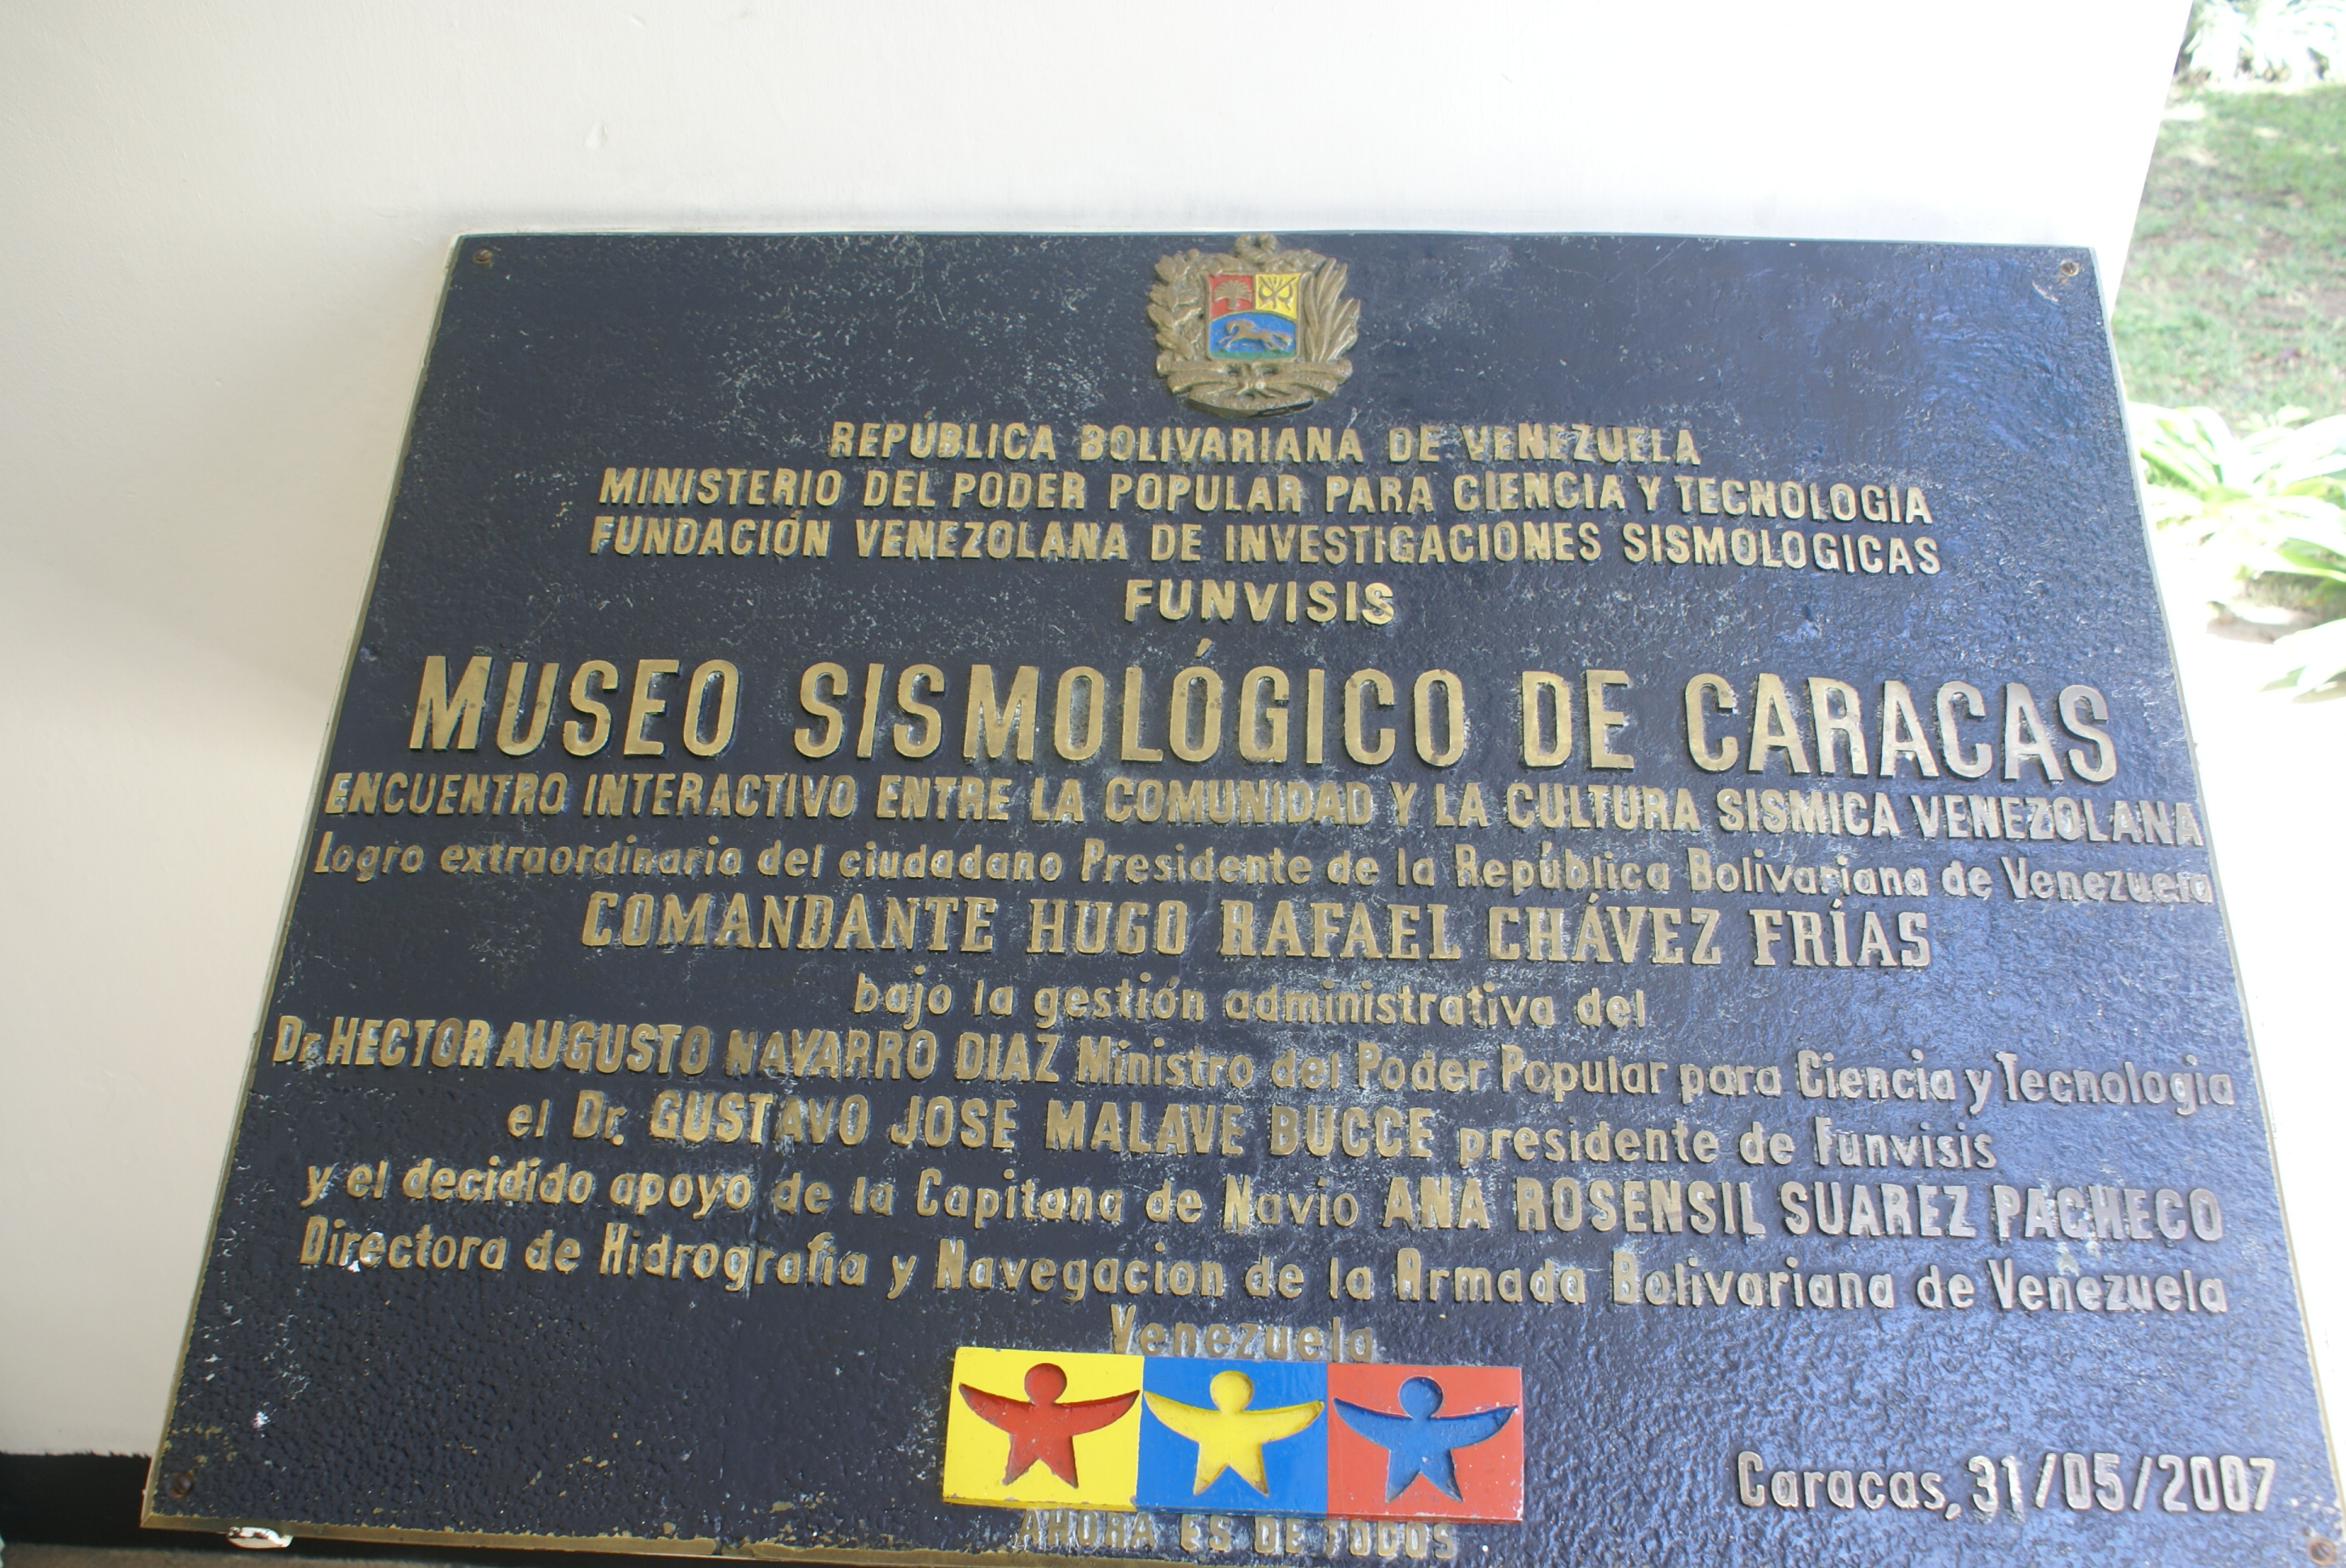 REPÚBLICA BOLIVARIANA DE VENEZUELA
MINISTERIO DEL PODER POPULAR PARA CIENCIA Y TECNOLOGIA
FUNDACIÓN VENEZOLANA DE INVESTIGACIONES SISMOLOGICAS
FUNVISIS
MUSEO SISMOLÓGICO DE CARACAS
ENCUENTRO INTERACTIVO ENTRE LA COMUNIDAD Y LA CULTURA SISMICA VENEZOLANA
Logro extraordinario del ciudadano Presidente de la República Bolivariana de Venezuela
COMANDANTE HUGO RAFAEL CHÁVEZ FRÍAS
bajo la gestión administrativa del
Dr. HECTOR AUGUSTO NAVARRO DIAZ Ministro del Poder Popular para Ciencia y Tecnologia
el Dr. GUSTAVO JOSE MALAVE BUCCE presidente de Funvisis
y el decidido apoyo de la Capitana de Navio ANA ROSENSIL SUAREZ PACHECO
Directora de Hidrografia y Navegacion de la Armada Bolivariana de Venezuela
Venezuela
AHORA ES DE TODOS
Caracas, 31/05/2007